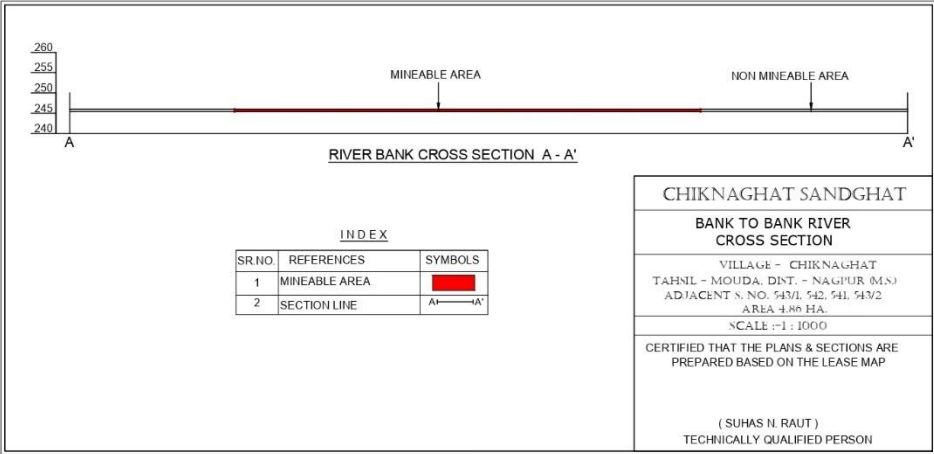 260
255
250
245
240
MINEABLE AREA
NON MINEABLE AREA
A
A'
RIVER BANK CROSS SECTION A - A'
INDEX
SR.NO. REFERENCES SYMBOLS
1 MINEABLE AREA
2 SECTION LINE A A'
CHIKNAGHAT SANDGHAT
BANK TO BANK RIVER
CROSS SECTION
VILLAGE - CHIKNAGHAT
TAHSIL - MOUDA, DIST. - NAGPUR (M.S.)
ADJACENT S. NO. 543/1, 542, 541, 543/2
AREA 4.86 HA.
SCALE :-1 : 1000
CERTIFIED THAT THE PLANS & SECTIONS ARE
PREPARED BASED ON THE LEASE MAP
( SUHAS N. RAUT )
TECHNICALLY QUALIFIED PERSON